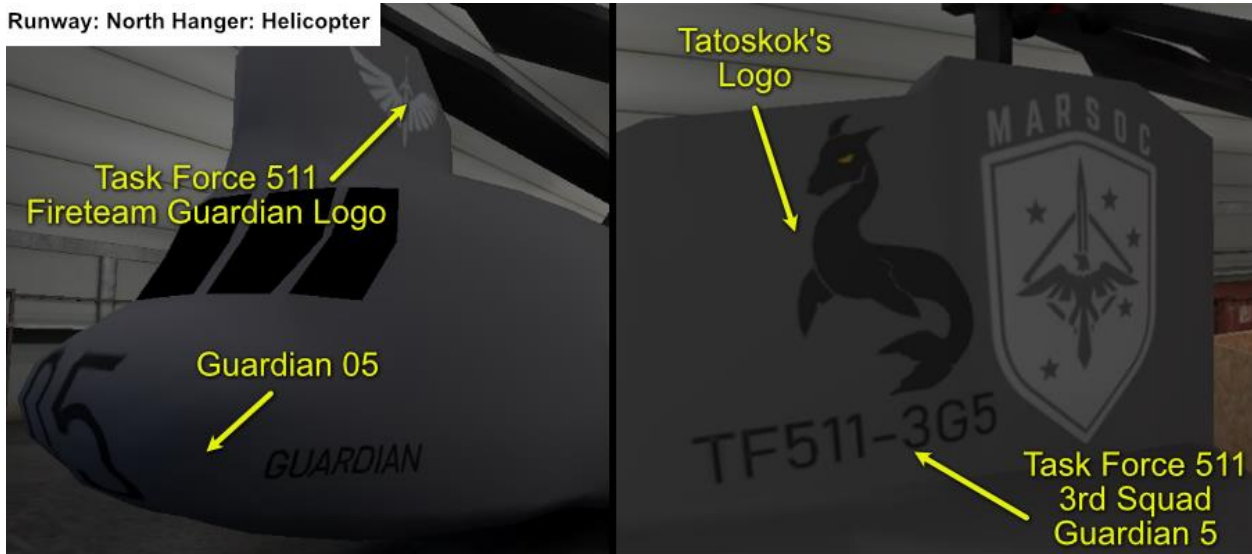 Runway: North Hanger: Helicopter
Task Force 511
Fireteam Guardian Logo
Guardian 05
05
GUARDIAN
Tatoskok's
Logo
MARSOC
TF511-3G5
Task Force 511
3rd Squad
Guardian 5